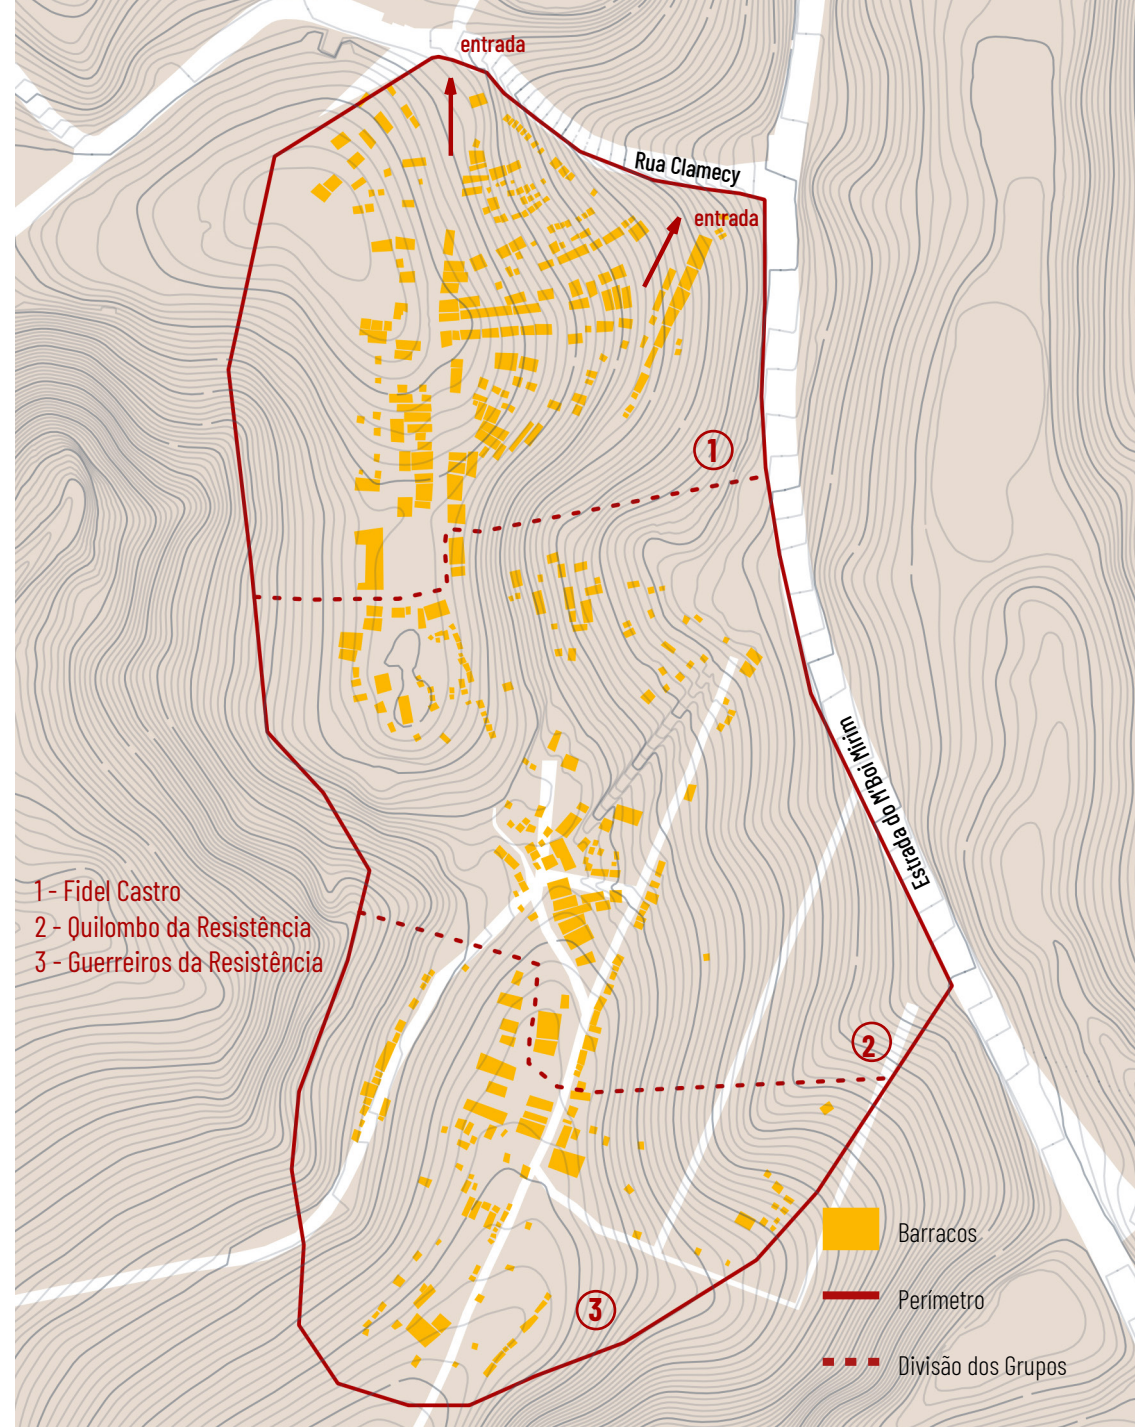 entrada
Rua Clamecy
entrada
1
Estrada do M'Boi Mirim
1 - Fidel Castro
2 - Quilombo da Resistência
3 - Guerreiros da Resistência
2
Barracos
3
Perímetro
Divisão dos Grupos